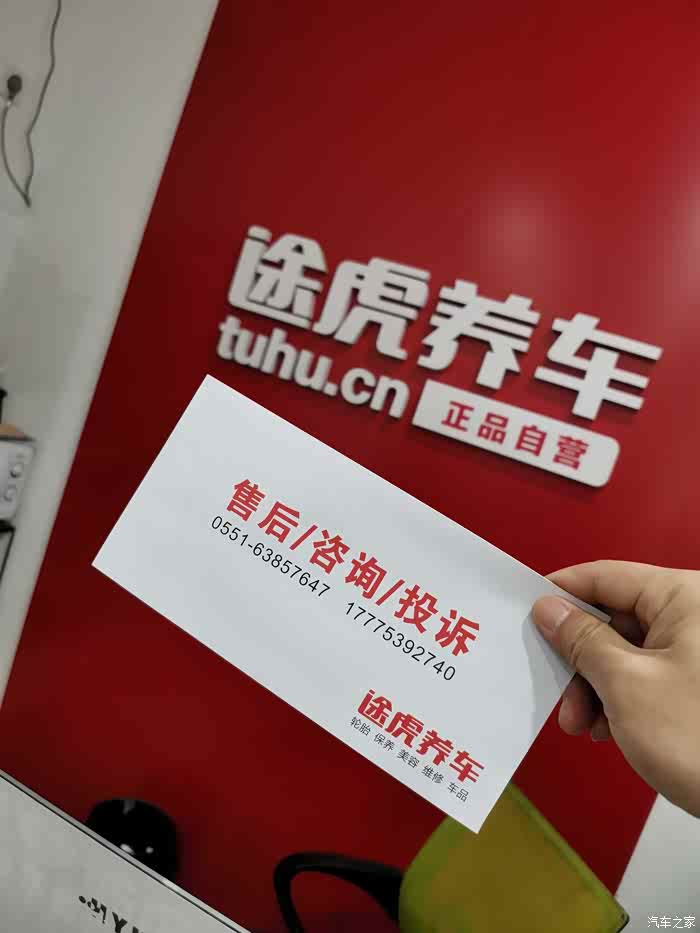 途虎养车
tuhu.cn 正品自营
售后/咨询/投诉
0551-63857647 17775392740
途虎养车
轮胎 保养 美容 维修 车品
汽车之家